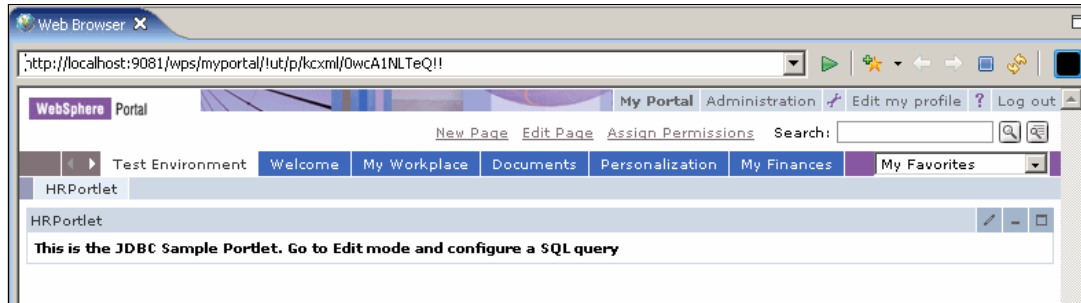 Web Browser
http://localhost:9081/wps/myportal/!ut/p/kcxml/0wcA1NLTeQ!!
WebSphere Portal My Portal Administration Edit my profile ? Log out
New Page Edit Page Assign Permissions Search:
Test Environment Welcome My Workplace Documents Personalization My Finances My Favorites
HRPortlet
HRPortlet
This is the JDBC Sample Portlet. Go to Edit mode and configure a SQL query